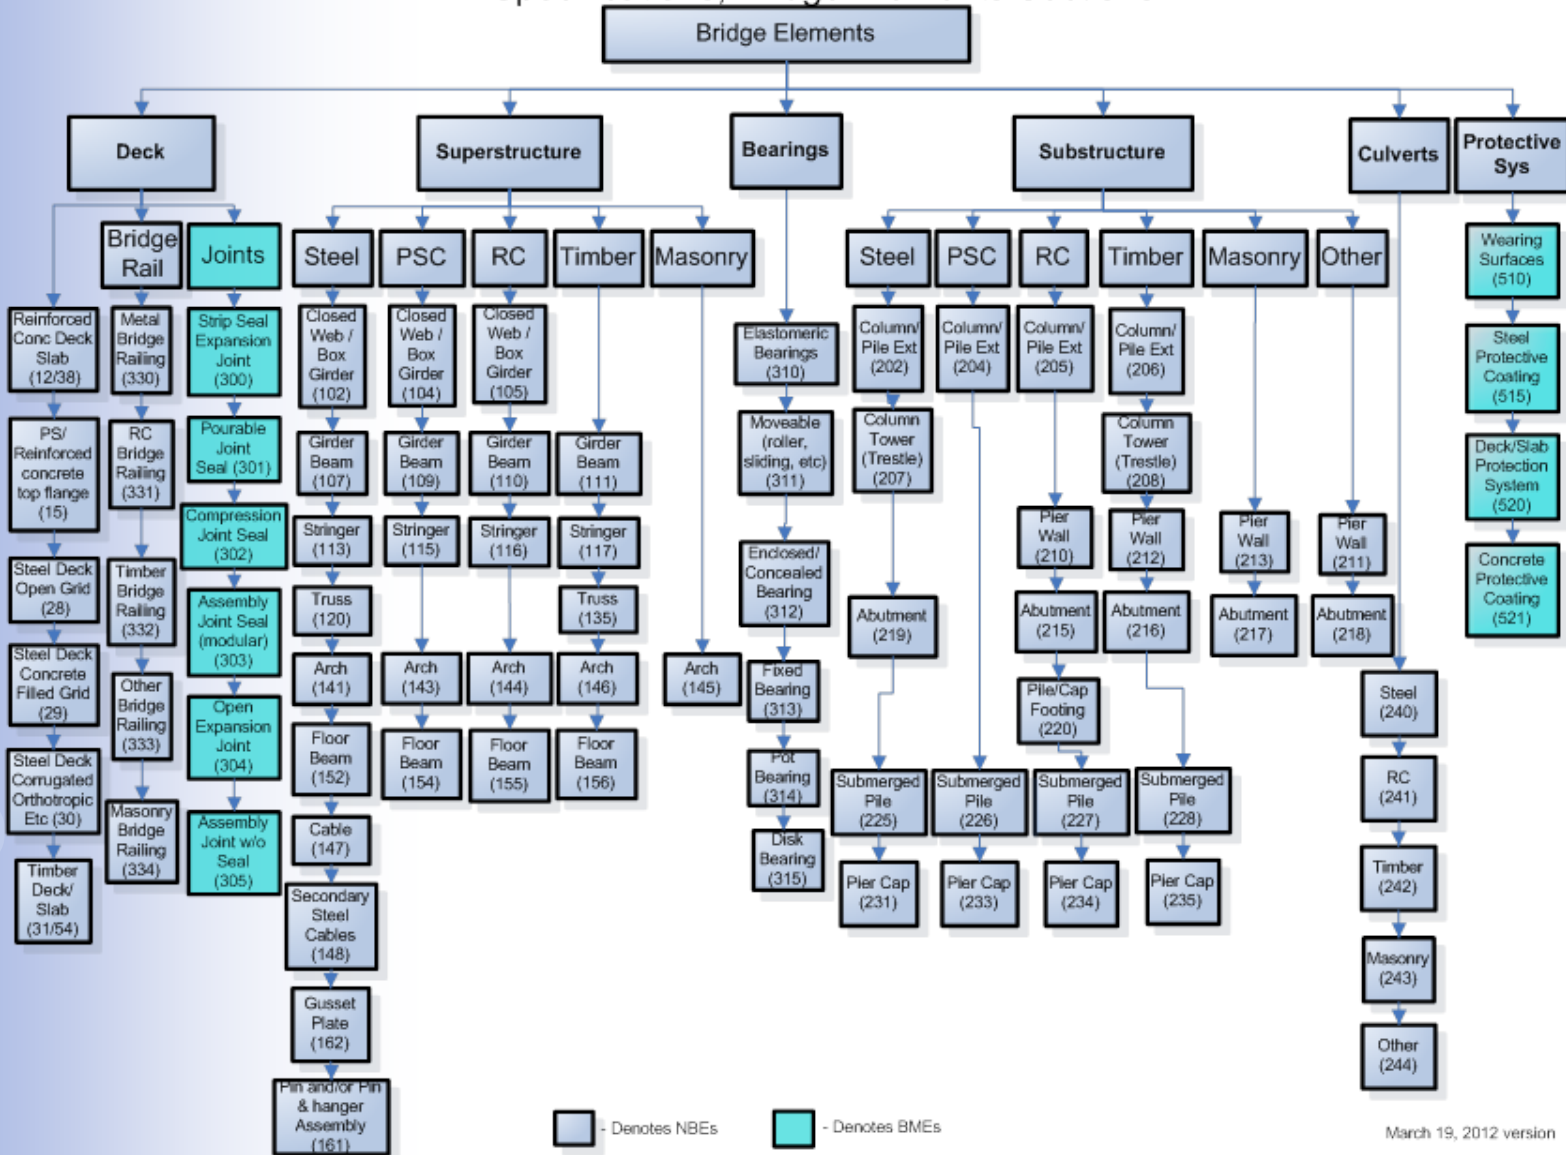 Bridge Elements
Deck
Superstructure
Bearings
Substructure
Culverts
Protective
Sys
Bridge
Rail
Joints
Steel
PSC
RC
Timber
Masonry
Steel
PSC
RC
Timber
Masonry
Other
Reinforced
Conc Deck
Slab
(12/38)
PS/
Reinforced
concrete
top flange
(15)
Steel Deck
Open Grid
(28)
Steel Deck
Concrete
Filled Grid
(29)
Steel Deck
Corrugated
Orthotropic
Etc (30)
Timber
Deck/
Slab
(31/54)
Metal
Bridge
Railing
(330)
RC
Bridge
Railing
(331)
Timber
Bridge
Railing
(332)
Other
Bridge
Railing
(333)
Masonry
Bridge
Railing
(334)
Strip Seal
Expansion
Joint
(300)
Pourable
Joint
Seal (301)
Compression
Joint Seal
(302)
Assembly
Joint Seal
(modular)
(303)
Open
Expansion
Joint
(304)
Assembly
Joint w/o
Seal
(305)
Closed
Web /
Box
Girder
(102)
Girder
Beam
(107)
Stringer
(113)
Truss
(120)
Arch
(141)
Floor
Beam
(152)
Cable
(147)
Secondary
Steel
Cables
(148)
Gusset
Plate
(162)
Pin and/or Pin
& hanger
Assembly
(161)
Closed
Web /
Box
Girder
(104)
Girder
Beam
(109)
Stringer
(115)
Arch
(143)
Floor
Beam
(154)
Closed
Web /
Box
Girder
(105)
Girder
Beam
(110)
Stringer
(116)
Arch
(144)
Floor
Beam
(155)
Girder
Beam
(111)
Stringer
(117)
Truss
(135)
Arch
(146)
Floor
Beam
(156)
Arch
(145)
Elastomeric
Bearings
(310)
Moveable
(roller,
sliding, etc)
(311)
Enclosed/
Concealed
Bearing
(312)
Fixed
Bearing
(313)
Pot
Bearing
(314)
Disk
Bearing
(315)
Column/
Pile Ext
(202)
Column
Tower
(Trestle)
(207)
Abutment
(219)
Submerged
Pile
(225)
Pier Cap
(231)
Column/
Pile Ext
(204)
Submerged
Pile
(226)
Pier Cap
(233)
Column/
Pile Ext
(205)
Pier
Wall
(210)
Abutment
(215)
Pile/Cap
Footing
(220)
Submerged
Pile
(227)
Pier Cap
(234)
Column/
Pile Ext
(206)
Column
Tower
(Trestle)
(208)
Pier
Wall
(212)
Abutment
(216)
Submerged
Pile
(228)
Pier Cap
(235)
Pier
Wall
(213)
Abutment
(217)
Pier
Wall
(211)
Abutment
(218)
Steel
(240)
RC
(241)
Timber
(242)
Masonry
(243)
Other
(244)
Wearing
Surfaces
(510)
Steel
Protective
Coating
(515)
Deck/Slab
Protection
System
(520)
Concrete
Protective
Coating
(521)
- Denotes NBEs
- Denotes BMEs
March 19, 2012 version